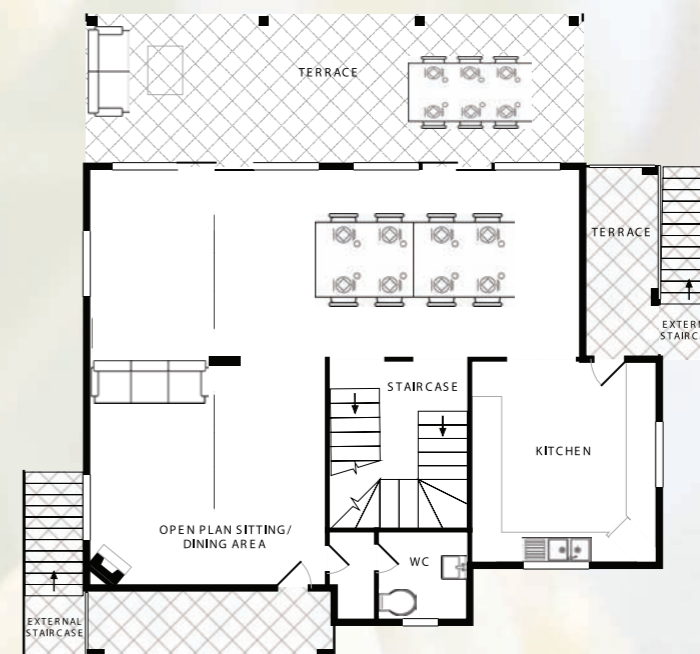 TERRACE
TERRACE
STAIRCASE
KITCHEN
OPEN PLAN SITTING/
DINING AREA
WC
EXTERNAL
STAIRCASE